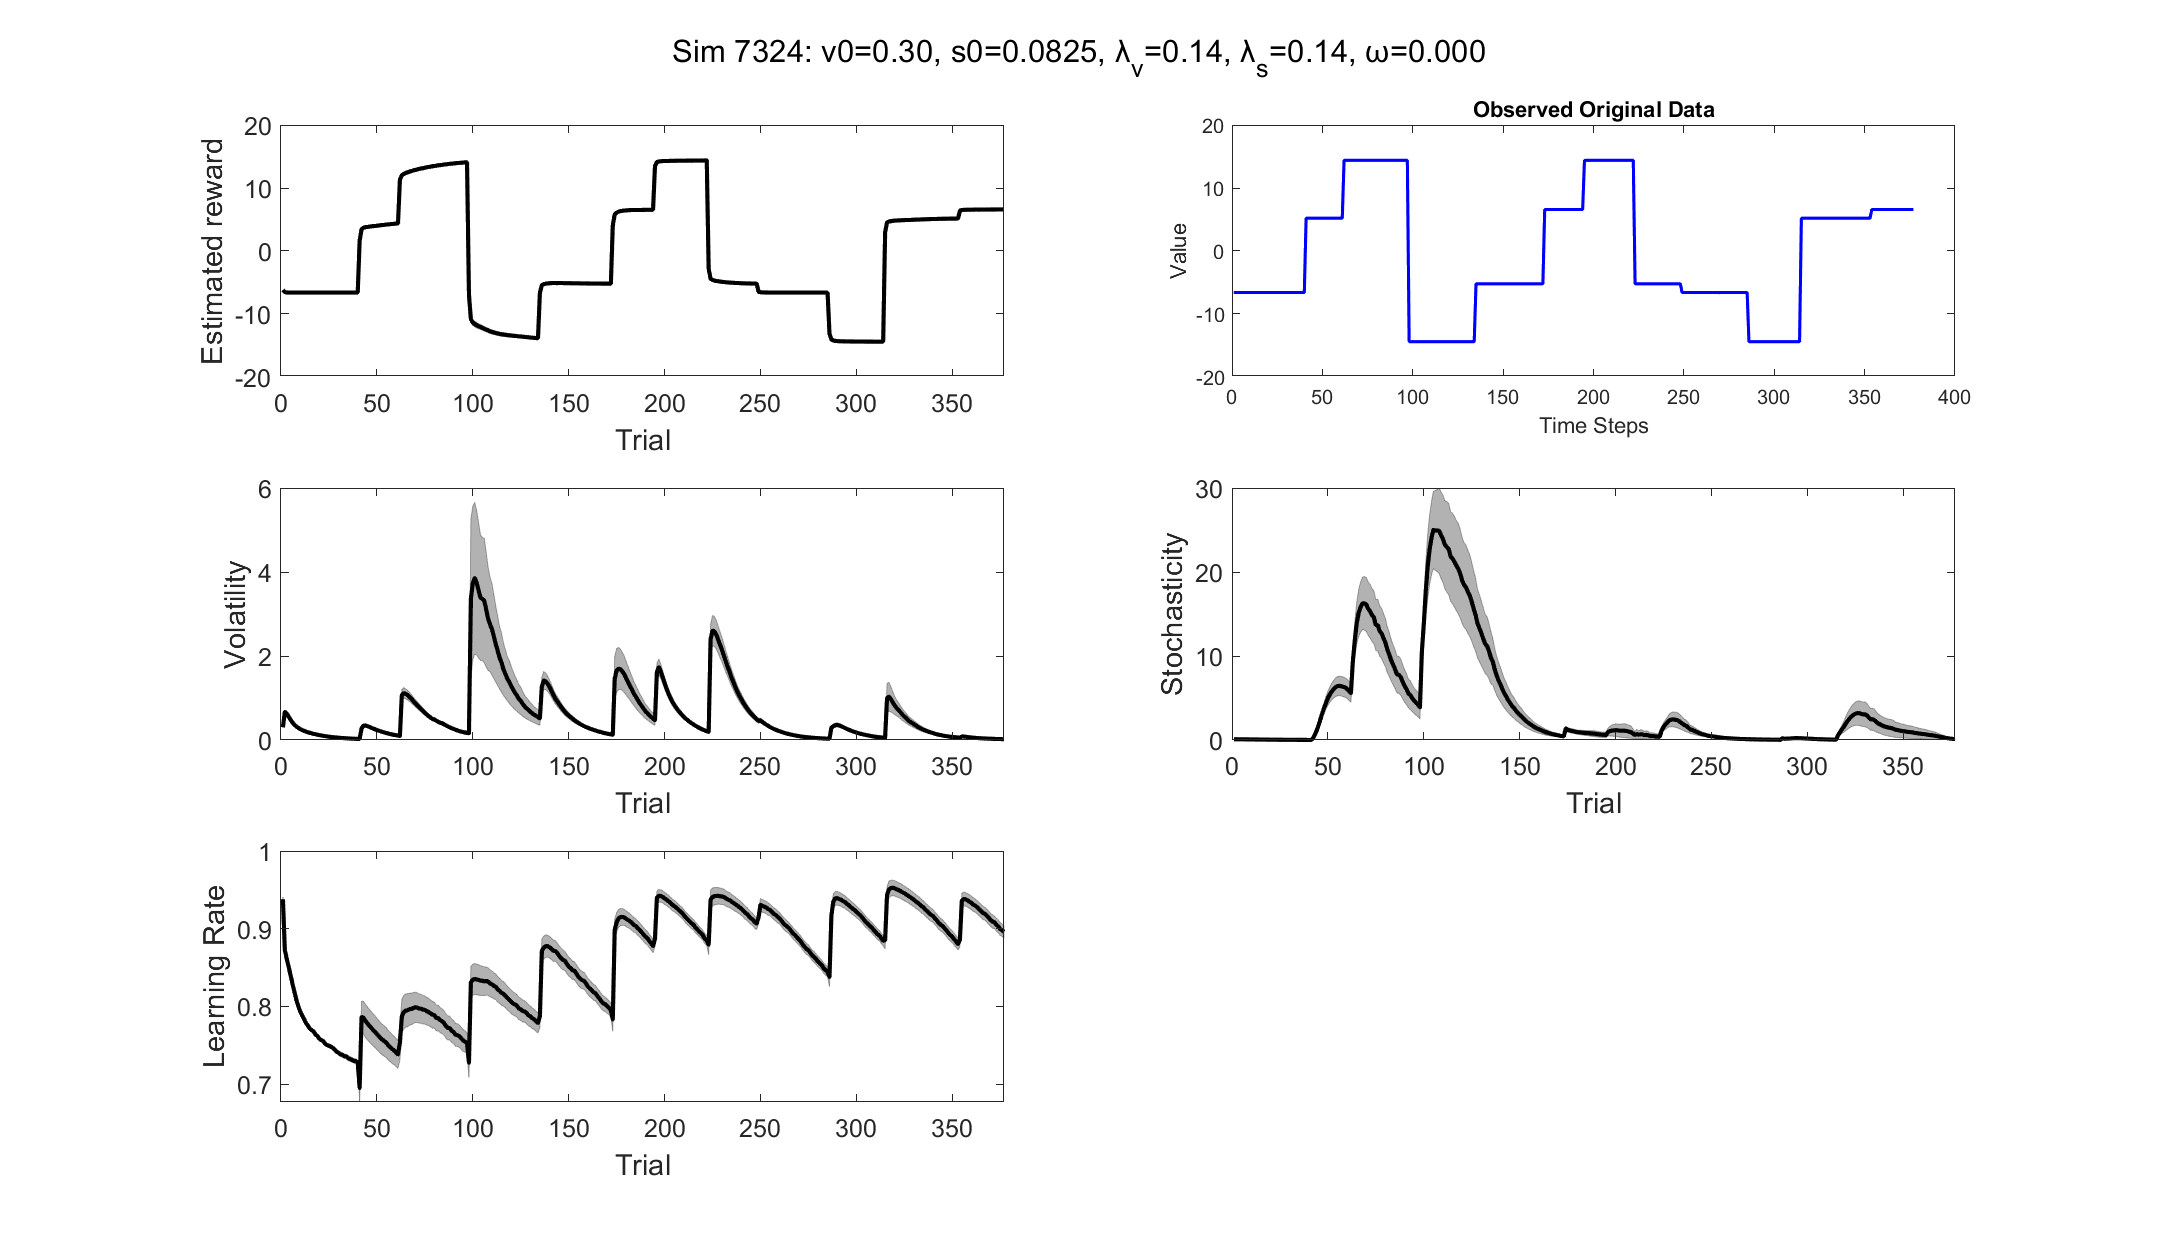 Sim 7324: v0=0.30, s0=0.0825, λ_v=0.14, λ_s=0.14, ω=0.000
Estimated reward
20
10
0
-10
-20
0 50 100 150 200 250 300 350
Trial
Observed Original Data
Value
20
10
0
-10
-20
0 50 100 150 200 250 300 350 400
Time Steps
Volatility
6
4
2
0
0 50 100 150 200 250 300 350
Trial
Stochasticity
30
20
10
0
0 50 100 150 200 250 300 350
Trial
Learning Rate
1
0.9
0.8
0.7
0 50 100 150 200 250 300 350
Trial